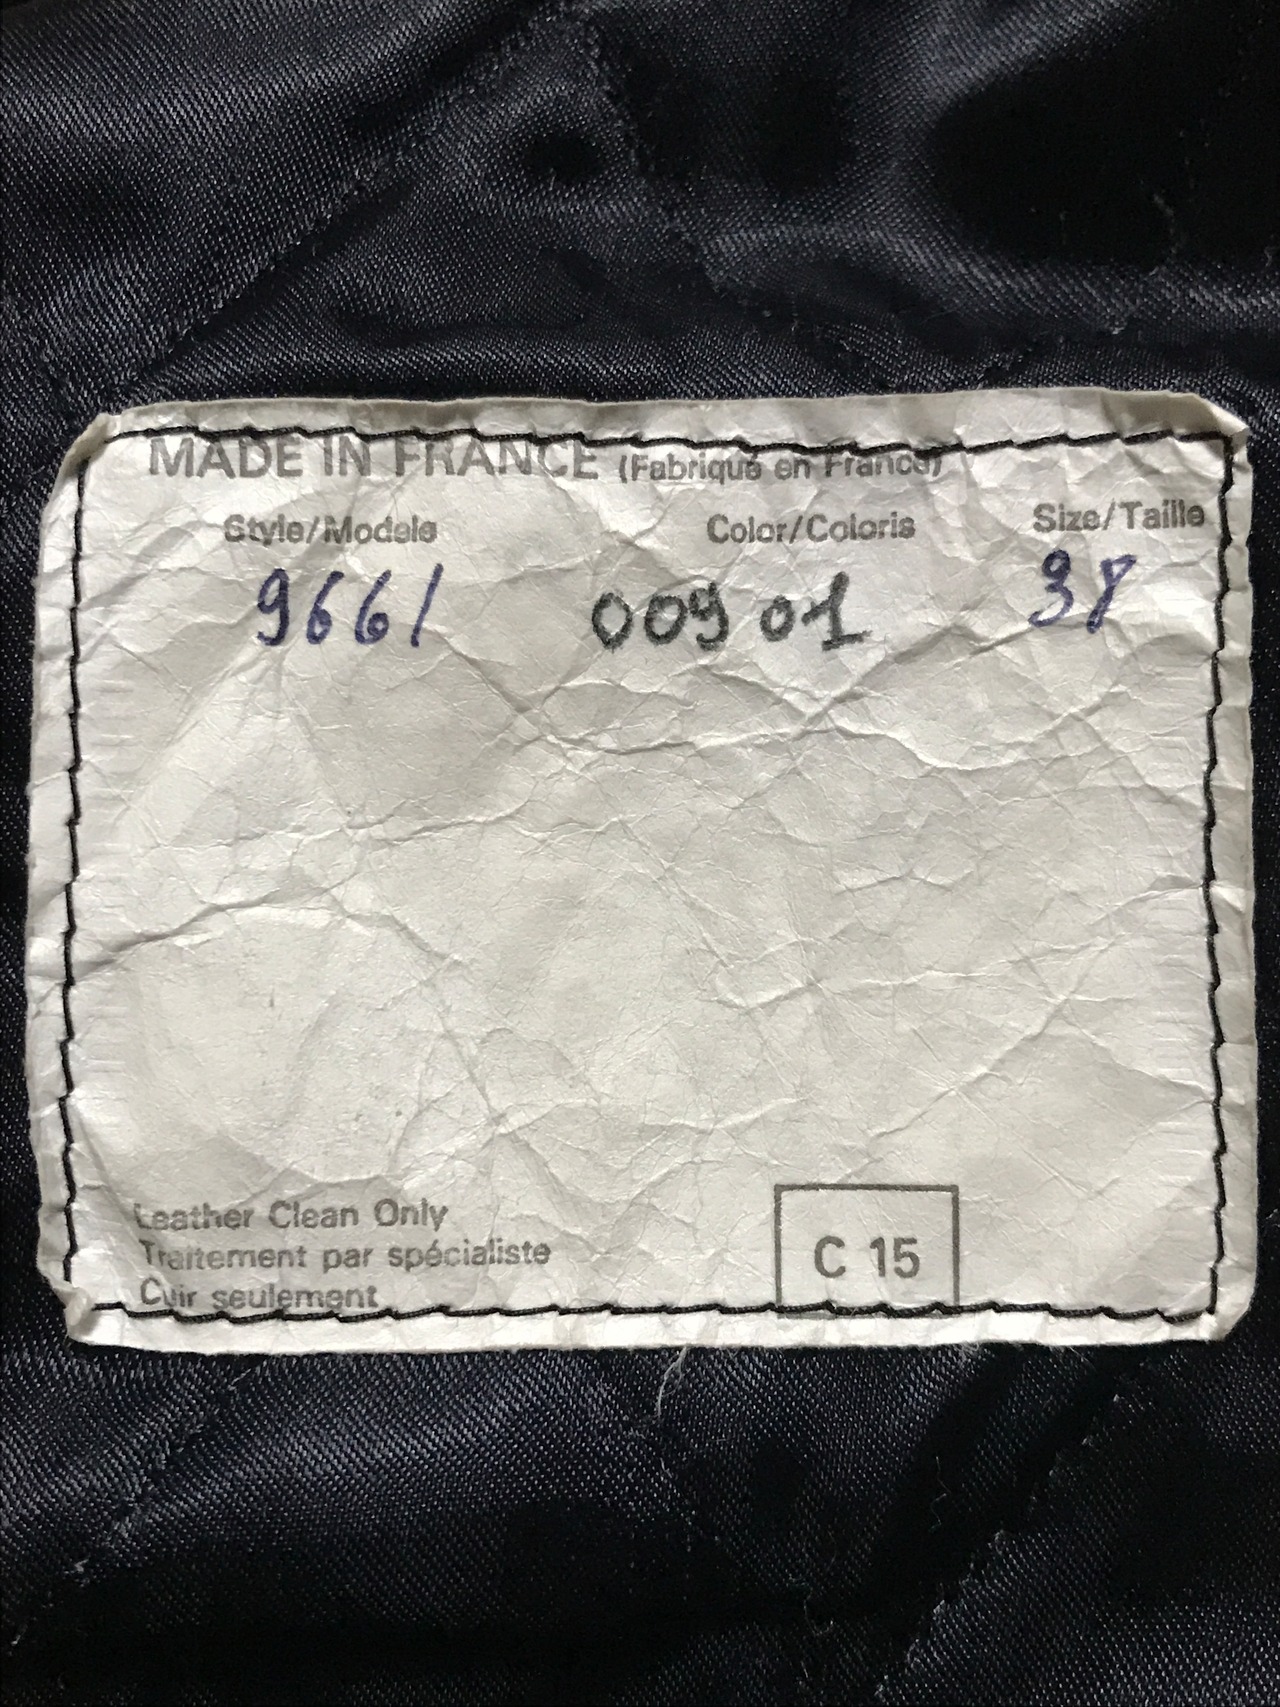 MADE IN FRANCE (Fabriqué en France)
Style/Modele Color/Coloris Size/Taille
9661 009 01 38
Leather Clean Only
Traitement par spécialiste
Cuir seulement
C 15